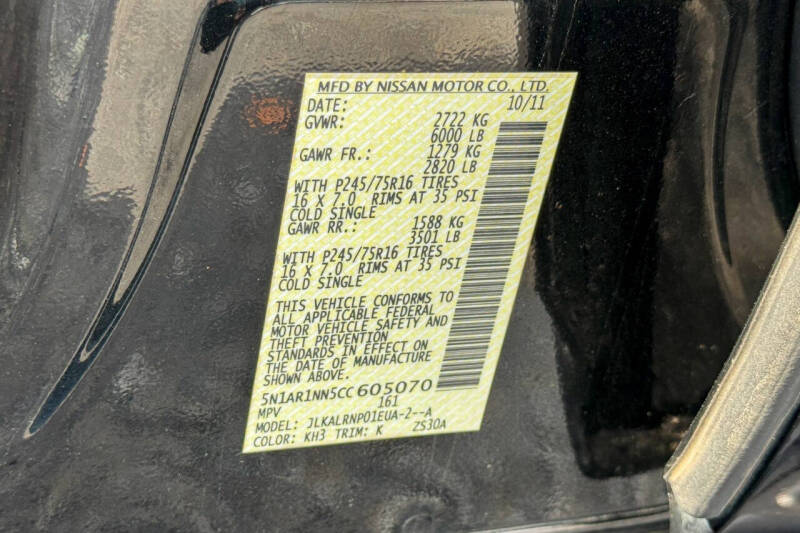 MFD BY NISSAN MOTOR CO., LTD.
DATE: 10/11
GVWR: 2722 KG
6000 LB
GAWR FR.: 1279 KG
2820 LB
WITH P245/75R16 TIRES
16 X 7.0 RIMS AT 35 PSI
COLD SINGLE
GAWR RR.: 1588 KG
3501 LB
WITH P245/75R16 TIRES
16 X 7.0 RIMS AT 35 PSI
COLD SINGLE
THIS VEHICLE CONFORMS TO
ALL APPLICABLE FEDERAL
MOTOR VEHICLE SAFETY AND
THEFT PREVENTION
STANDARDS IN EFFECT ON
THE DATE OF MANUFACTURE
SHOWN ABOVE.
5N1AR1NN5CC605070
MPV 161
MODEL: JLKALRNP01EUA-2--A
COLOR: KH3 TRIM: K ZS30A